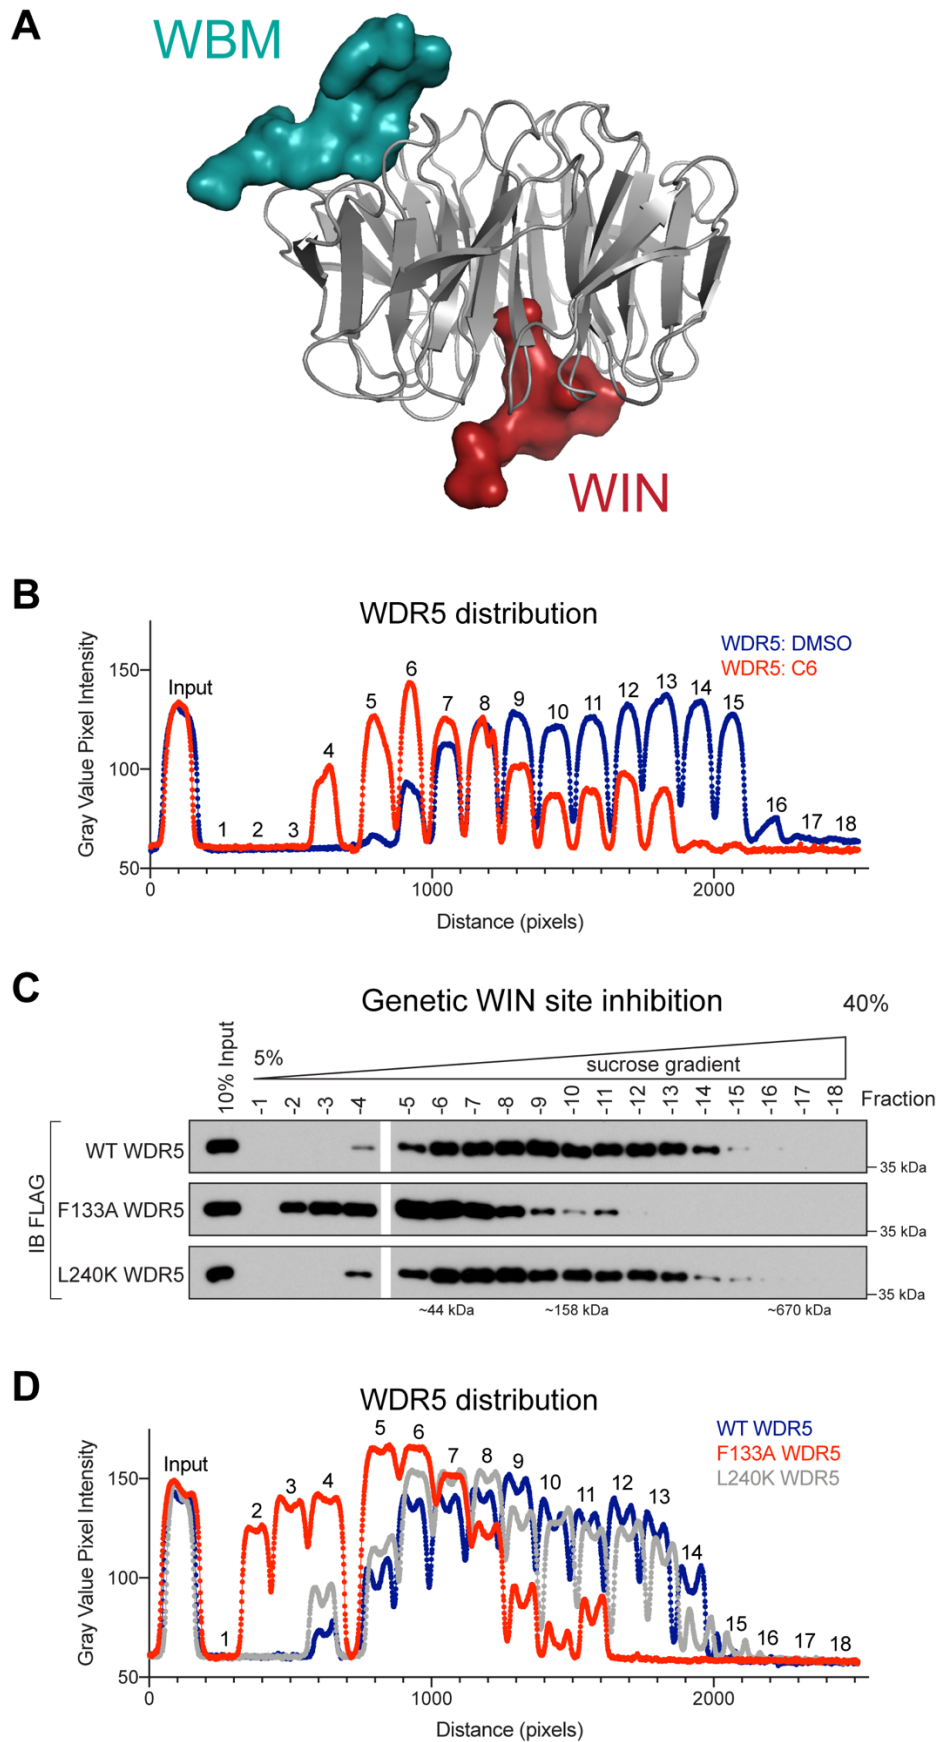 A
WBM
WIN
B
WDR5 distribution
WDR5: DMSO
WDR5: C6
Gray Value Pixel Intensity
150
100
50
Input
1
2
3
4
5
6
7
8
9
10
11
12
13
14
15
16
17
18
0
1000
2000
Distance (pixels)
C
Genetic WIN site inhibition
40%
10% Input
5%
sucrose gradient
-1
-2
-3
-4
-5
-6
-7
-8
-9
-10
-11
-12
-13
-14
-15
-16
-17
-18
Fraction
IB FLAG
WT WDR5
35 kDa
F133A WDR5
35 kDa
L240K WDR5
35 kDa
~44 kDa
~158 kDa
~670 kDa
D
WDR5 distribution
WT WDR5
F133A WDR5
L240K WDR5
Gray Value Pixel Intensity
150
100
50
Input
1
2
3
4
5
6
7
8
9
10
11
12
13
14
15
16
17
18
0
1000
2000
Distance (pixels)